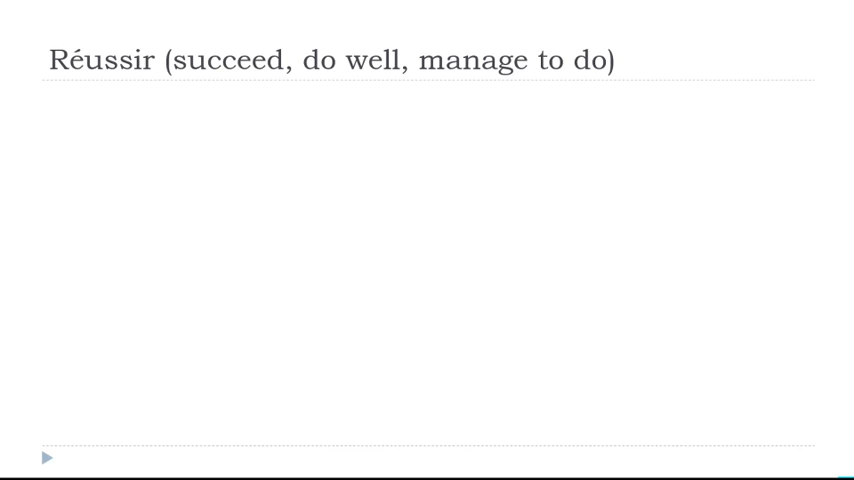 Réussir (succeed, do well, manage to do)